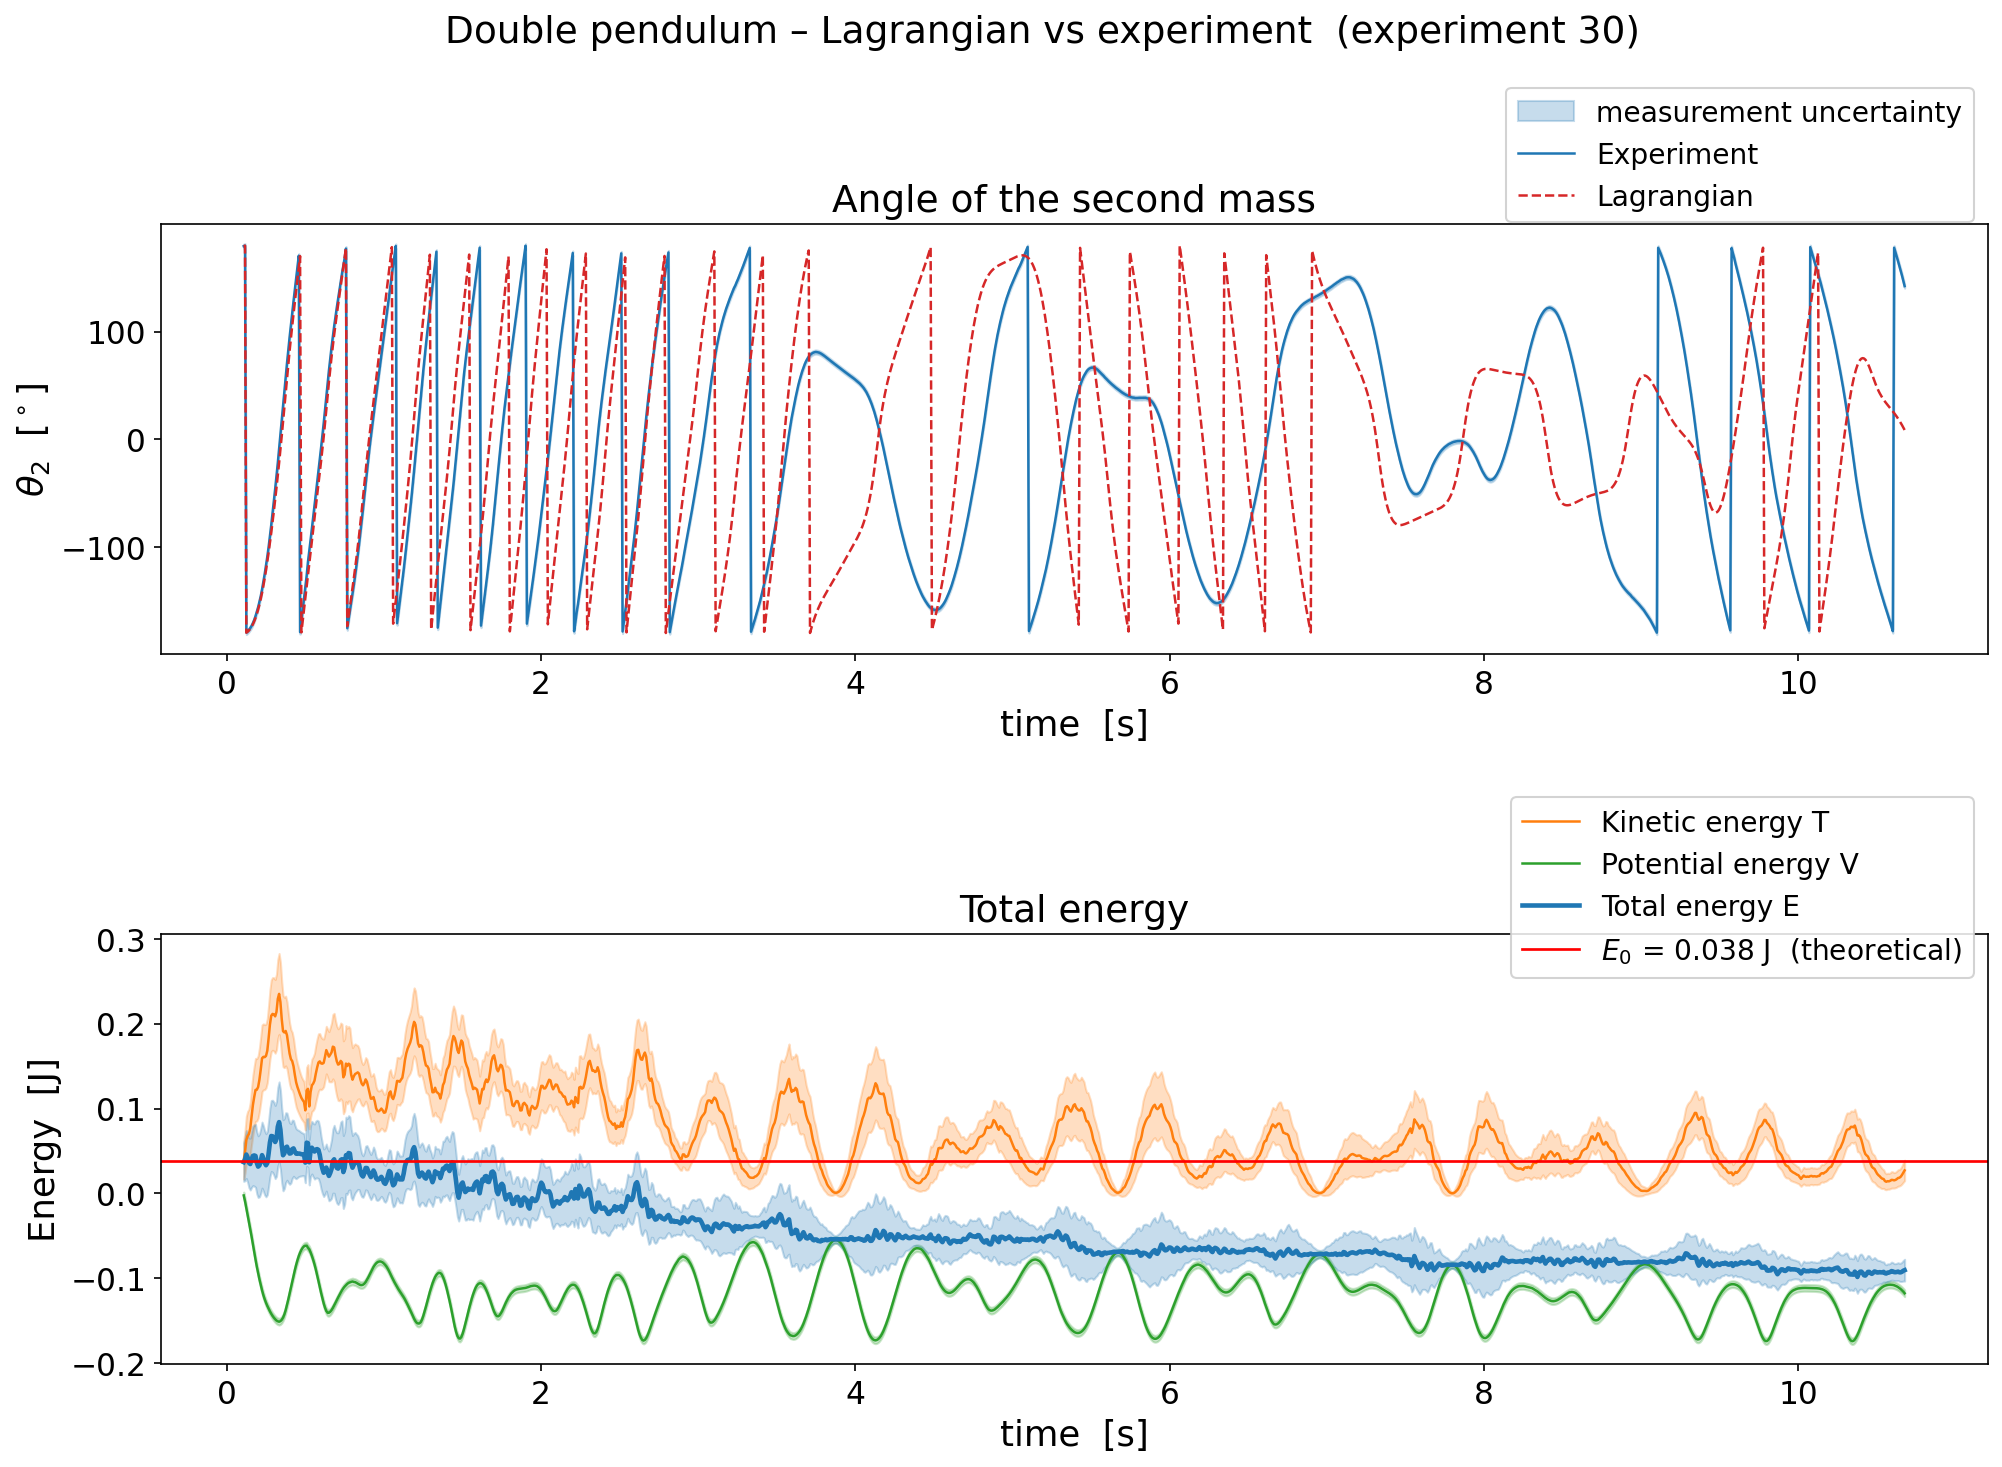 Double pendulum – Lagrangian vs experiment  (experiment 30)
measurement uncertainty
Experiment
Lagrangian
Angle of the second mass
100
0
−100
θ₂ [°]
0 2 4 6 8 10
time [s]
Kinetic energy T
Potential energy V
Total energy E
E₀ = 0.038 J  (theoretical)
Total energy
0.3
0.2
0.1
0.0
−0.1
−0.2
Energy [J]
0 2 4 6 8 10
time [s]